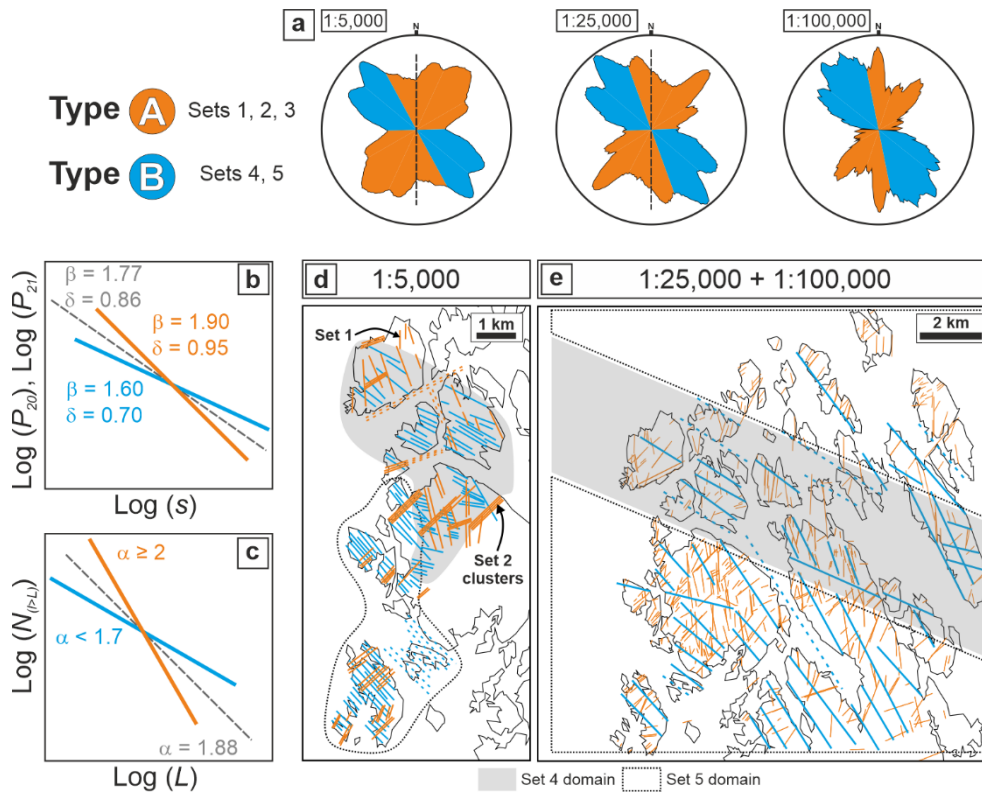 a
1:5,000
N
1:25,000
N
1:100,000
N
Type A Sets 1, 2, 3
Type B Sets 4, 5
b
β = 1.77
δ = 0.86
β = 1.90
δ = 0.95
β = 1.60
δ = 0.70
Log (P20), Log (P21)
Log (s)
c
α ≥ 2
α < 1.7
α = 1.88
Log (N(l>L))
Log (L)
d
1:5,000
Set 1
1 km
Set 2
clusters
e
1:25,000 + 1:100,000
2 km
Set 4 domain
Set 5 domain